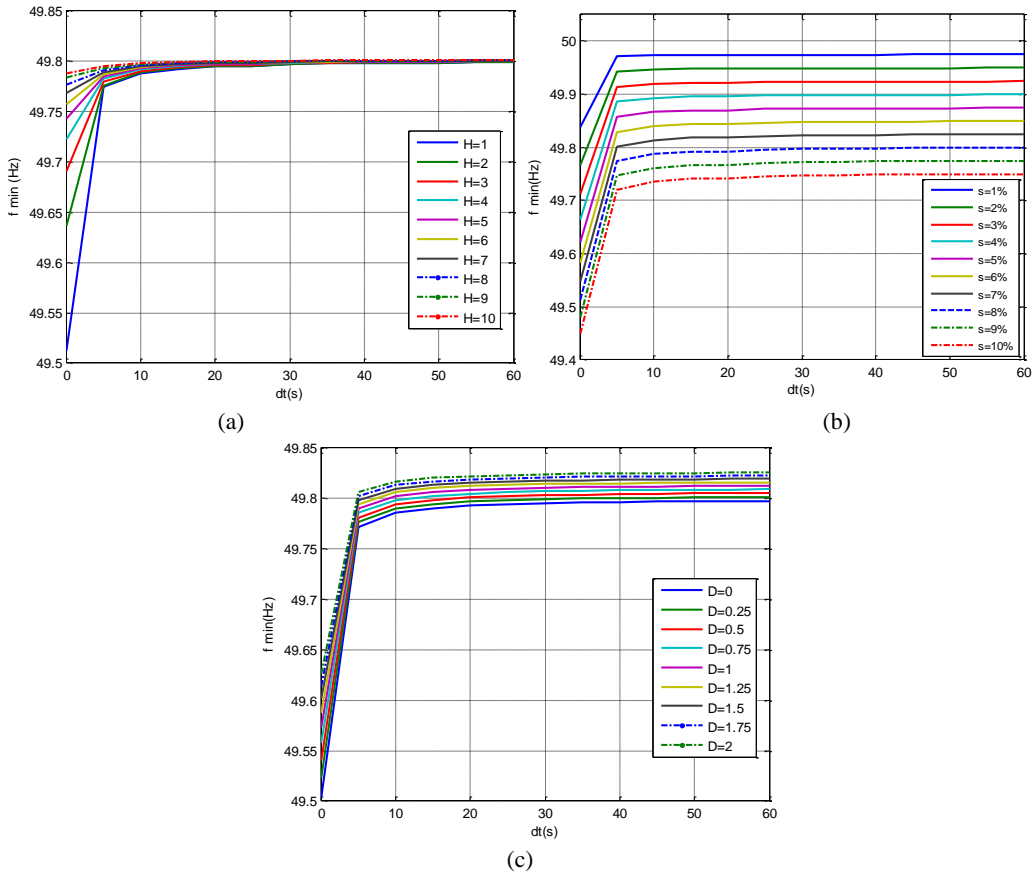 49.85
49.8
49.75
49.7
49.65
49.6
49.55
49.5
f min (Hz)
0 10 20 30 40 50 60
dt(s)
H=1
H=2
H=3
H=4
H=5
H=6
H=7
H=8
H=9
H=10
(a)
50
49.9
49.8
49.7
49.6
49.5
49.4
f min(Hz)
0 10 20 30 40 50 60
dt(s)
s=1%
s=2%
s=3%
s=4%
s=5%
s=6%
s=7%
s=8%
s=9%
s=10%
(b)
49.85
49.8
49.75
49.7
49.65
49.6
49.55
49.5
f min(Hz)
0 10 20 30 40 50 60
dt(s)
D=0
D=0.25
D=0.5
D=0.75
D=1
D=1.25
D=1.5
D=1.75
D=2
(c)